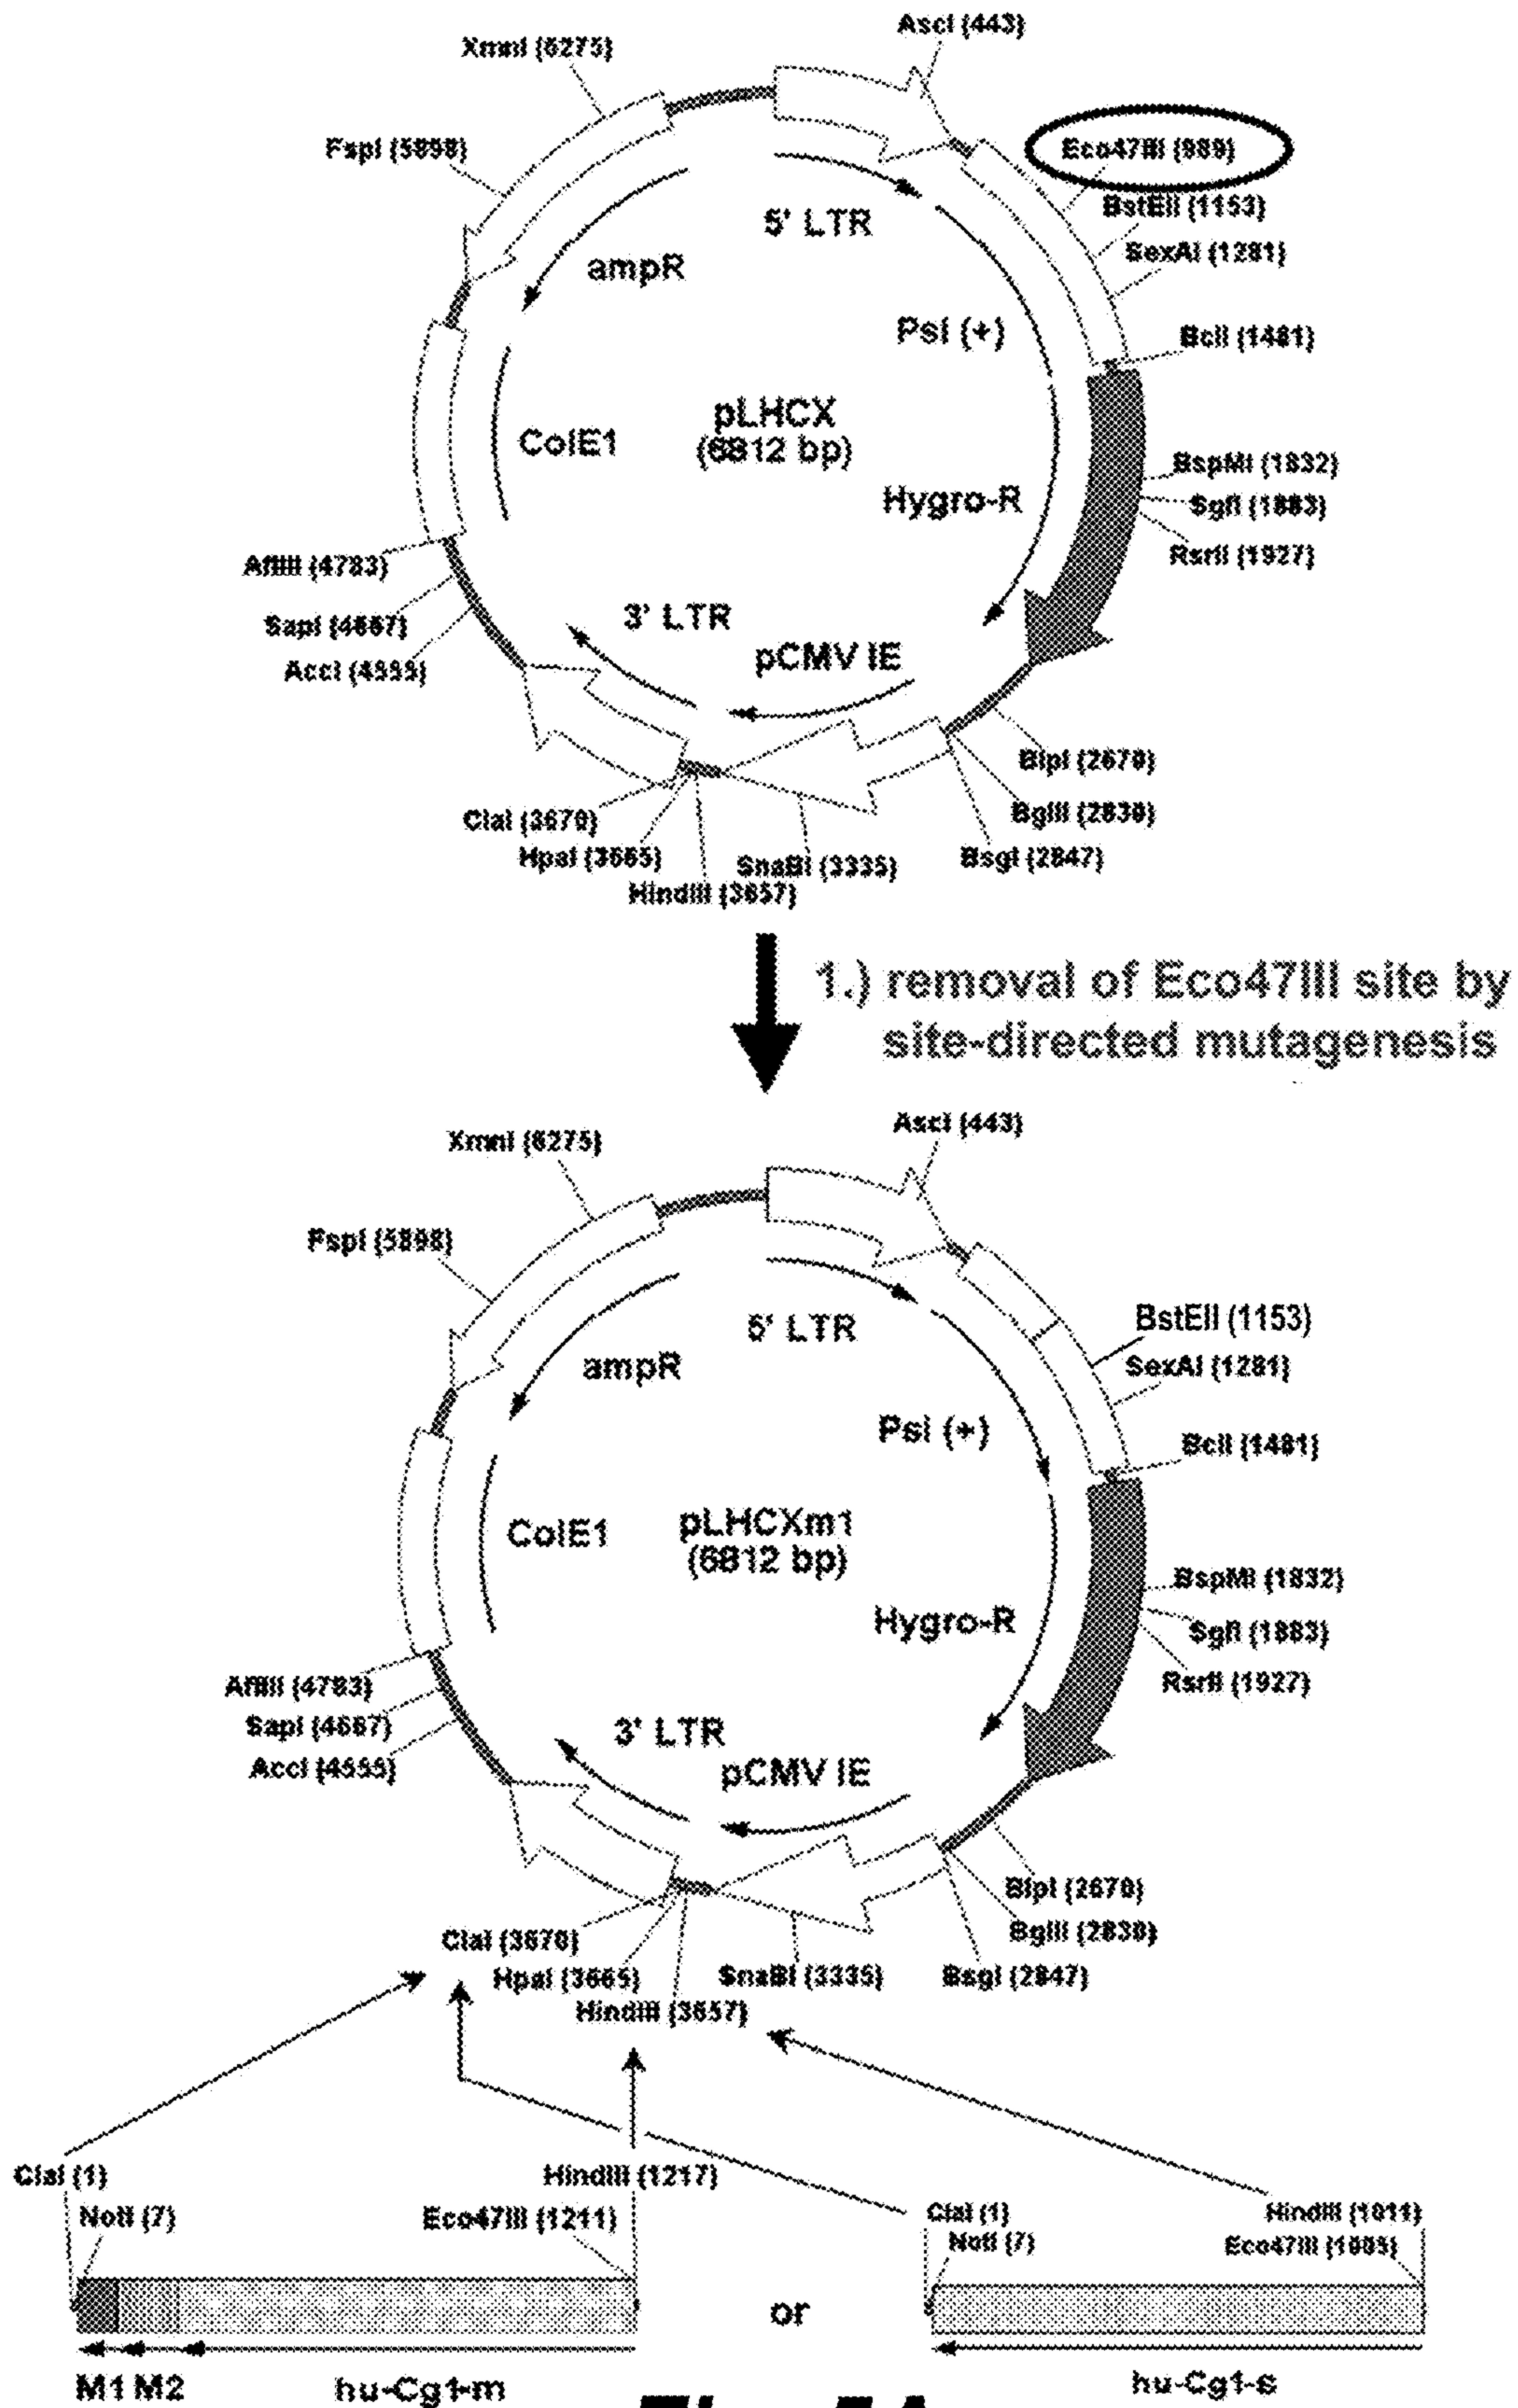 AscI (443)
XmnI (6275)
Eco47III (989)
FspI (5898)
BstEII (1153)
5' LTR
SexAI (1281)
ampR
Psi (+)
BclI (1481)
pLHCX
(6812 bp)
ColE1
BspMI (1832)
Hygro-R
SgfI (1883)
RsrII (1927)
AflIII (4783)
3' LTR
SapI (4667)
pCMV IE
AccI (4555)
BlpI (2670)
BglII (2830)
ClaI (3670)
HpaI (3665)
SnaBI (3335)
BsgI (2847)
HindIII (3657)
1.) removal of Eco47III site by
site-directed mutagenesis
AscI (443)
XmnI (6275)
FspI (5898)
5' LTR
BstEII (1153)
SexAI (1281)
ampR
Psi (+)
BclI (1481)
pLHCXm1
(6812 bp)
ColE1
BspMI (1832)
Hygro-R
SgfI (1883)
RsrII (1927)
AflIII (4783)
SapI (4667)
3' LTR
AccI (4555)
pCMV IE
BlpI (2670)
BglII (2830)
ClaI (3670)
HpaI (3665)
SnaBI (3335)
BsgI (2847)
HindIII (3657)
ClaI (1)
HindIII (1217)
NotI (7)
Eco47III (1211)
ClaI (1)
HindIII (1011)
NotI (7)
Eco47III (1005)
or
M1 M2
hu-Cg1-m
hu-Cg1-s